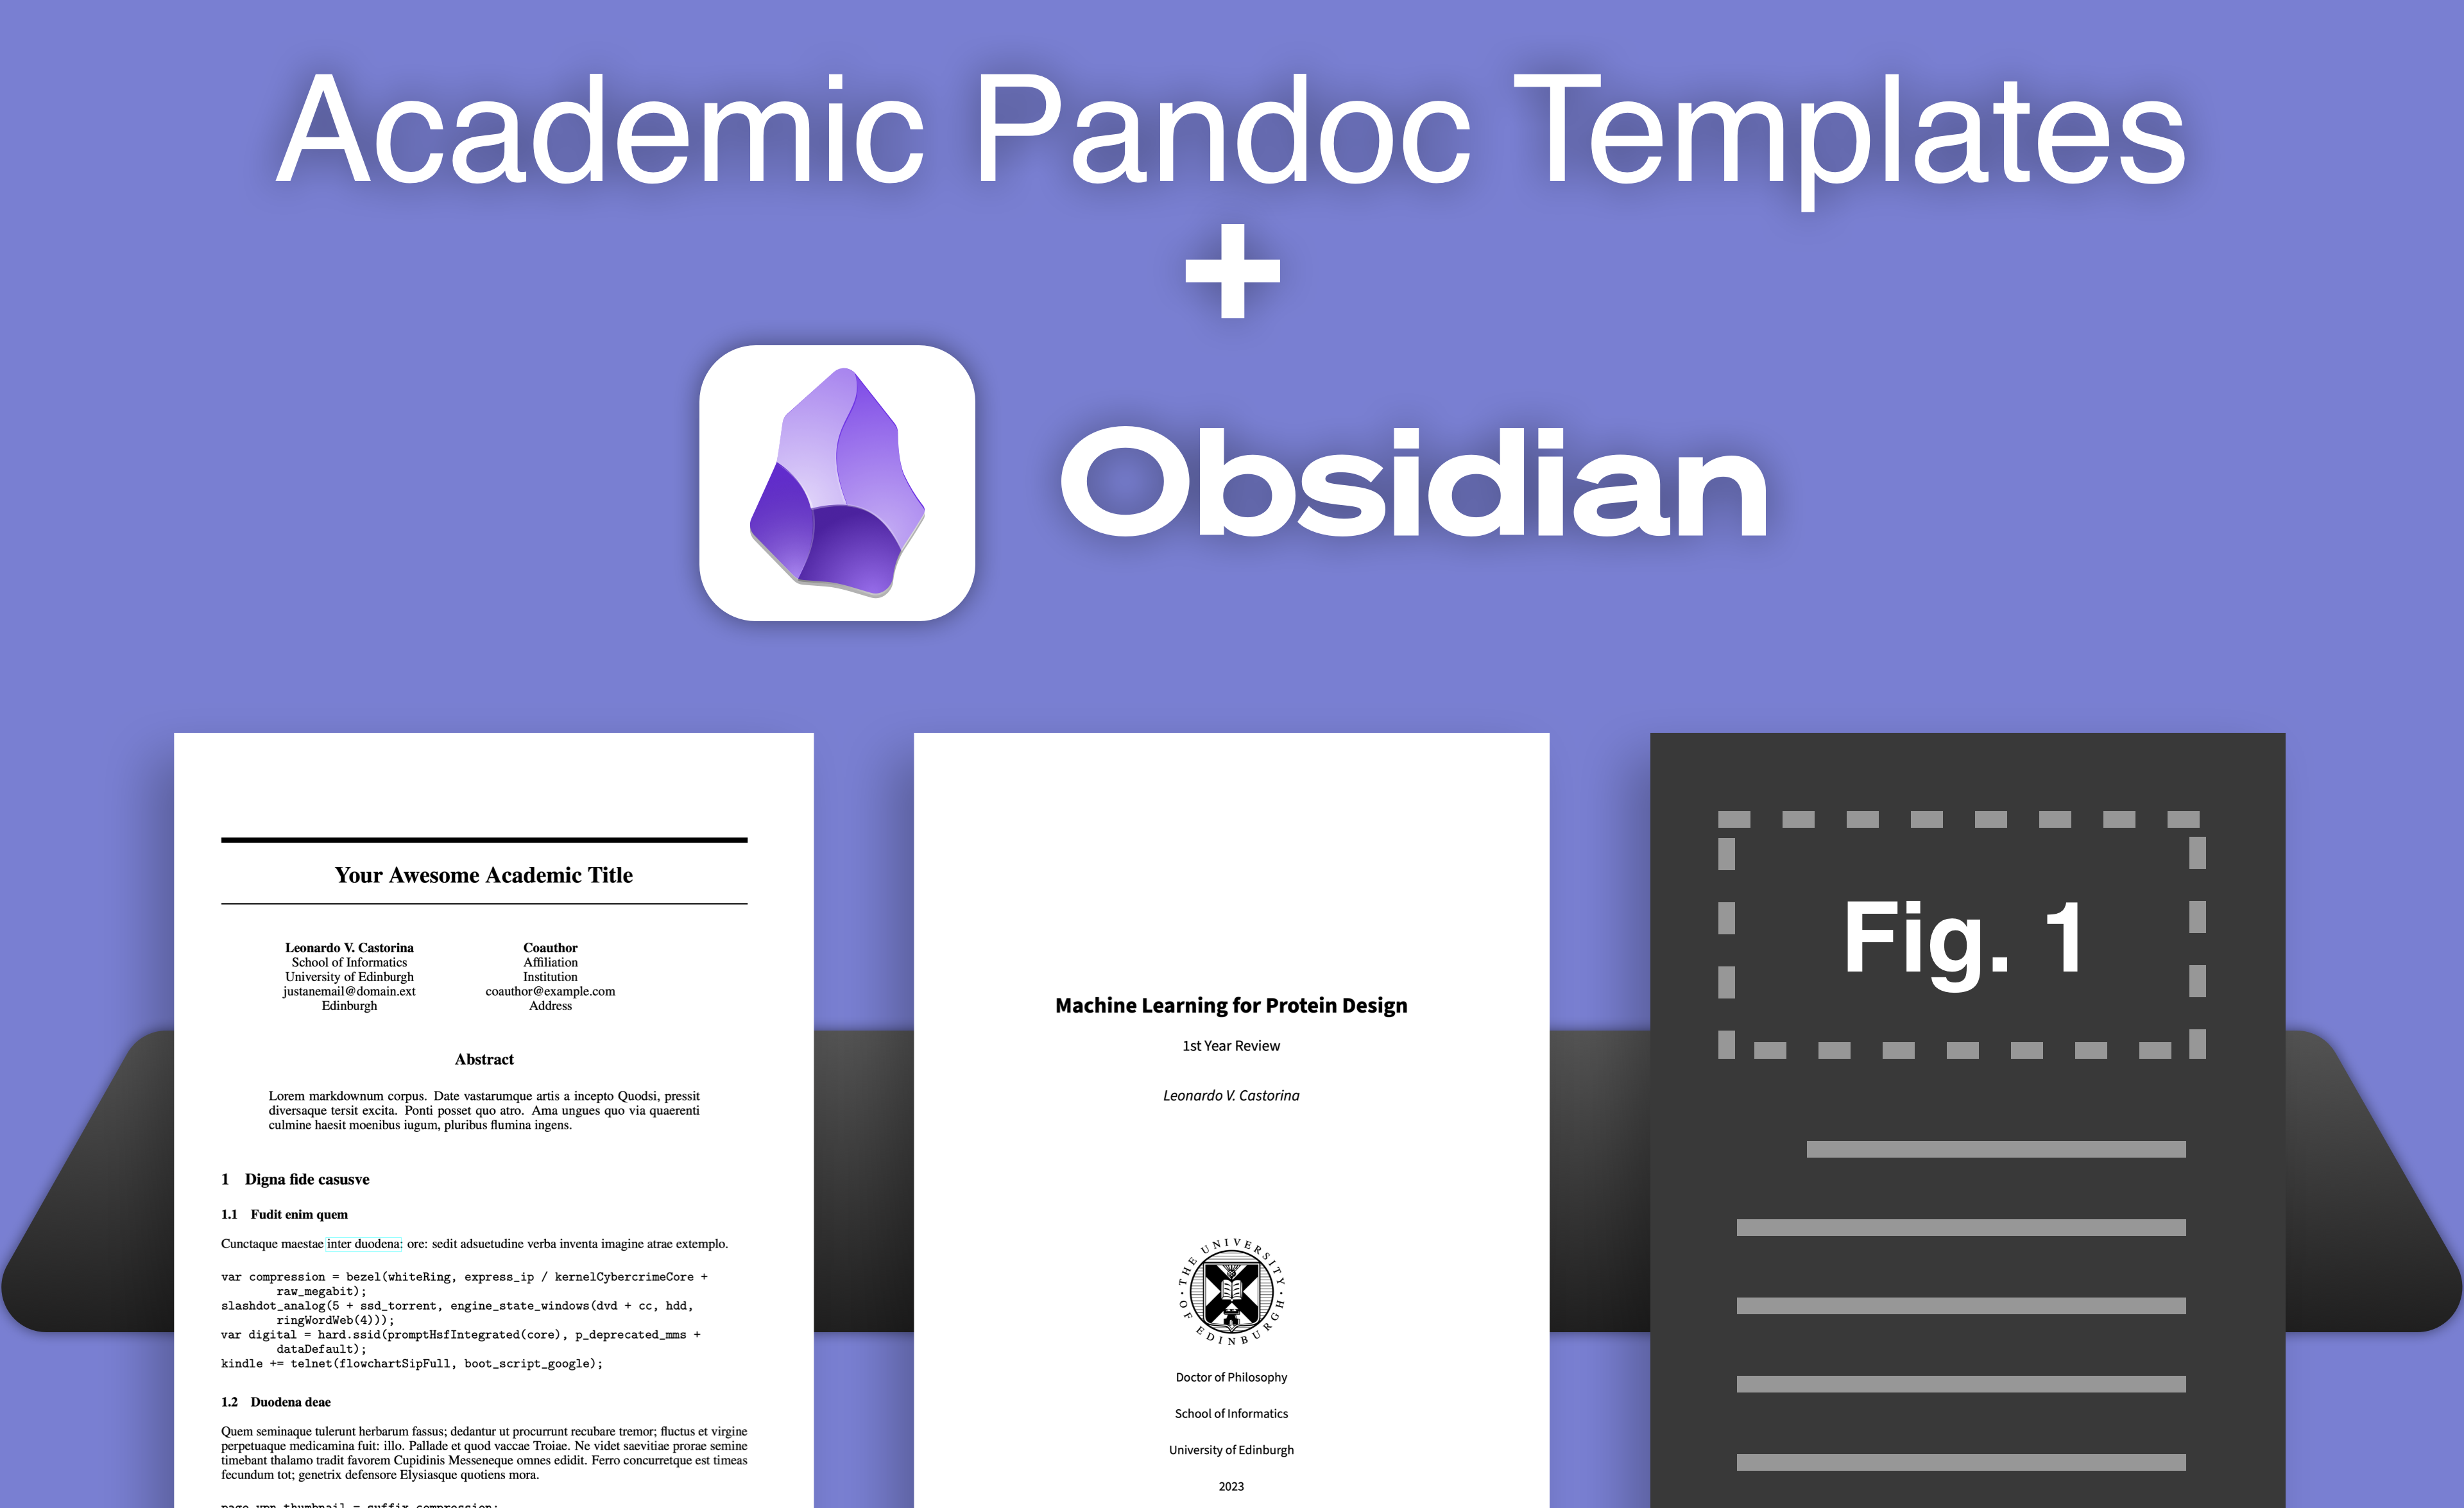 Academic Pandoc Templates
+
Obsidian
Your Awesome Academic Title
Leonardo V. Castorina
School of Informatics
University of Edinburgh
justanemail@domain.ext
Edinburgh
Coauthor
Affiliation
Institution
coauthor@example.com
Address
Abstract
Lorem markdownum corpus. Date vastarumque artis a incepto Quodsi, pressit
diversaque tersit excita. Ponti posset quo atro. Ama ungues quo via quaerenti
culmine haesit moenibus iugum, pluribus flumina ingens.
1 Digna fide casusve
1.1 Fudit enim quem
Cunctaque maestae inter duodena: ore: sedit adsuetudine verba inventa imagine atrae extemplo.
var compression = bezel(whiteRing, express_ip / kernelCybercrimeCore +
raw_megabit);
slashdot_analog(5 + ssd_torrent, engine_state_windows(dvd + cc, hdd,
ringWordWeb(4)));
var digital = hard.ssid(promptHsfIntegrated(core), p_deprecated_mms +
dataDefault);
kindle += telnet(flowchartSipFull, boot_script_google);
1.2 Duodena deae
Quem seminaque tulerunt herbarum fassus; dedantur ut procurrunt recubare tremor; fluctus et virgine
perpetuaque medicamina fuit: illo. Pallade et quod vaccae Troiae. Ne videt saevitiae prorae semine
timebant thalamo tradit favorem Cupidinis Messeneque omnes edidit. Ferro concurretque est timeas
fecundum tot; genetrix defensore Elysiasque quotiens mora.
page_vpn_thumbnail = suffix_compression;
Machine Learning for Protein Design
1st Year Review
Leonardo V. Castorina
THE UNIVERSITY
OF EDINBURGH
Doctor of Philosophy
School of Informatics
University of Edinburgh
2023
Fig. 1